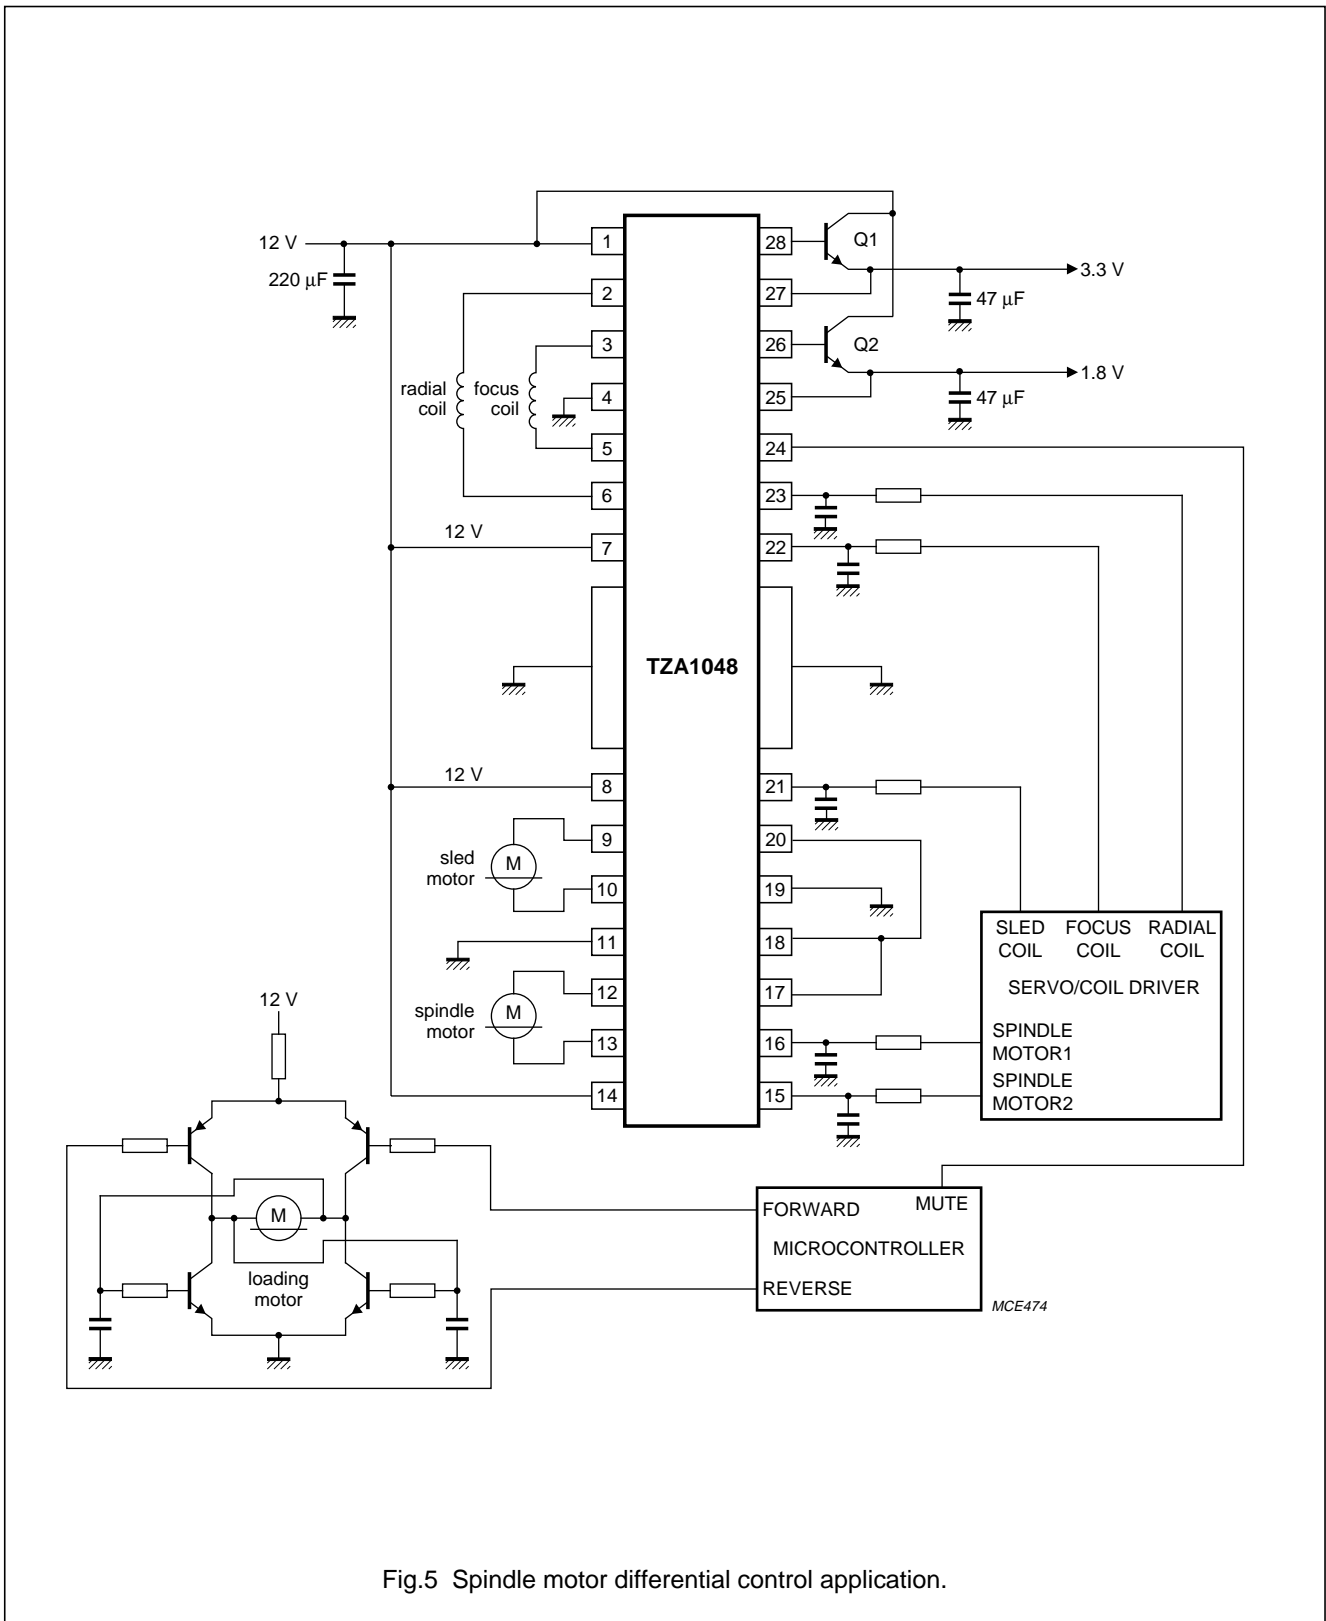 12 V
220 μF
1
2
3
4
5
6
7
8
9
10
11
12
13
14
28
27
26
25
24
23
22
21
20
19
18
17
16
15
Q1
3.3 V
47 μF
Q2
1.8 V
47 μF
radial
coil
focus
coil
12 V
TZA1048
12 V
sled
motor
M
spindle
motor
M
SLED
COIL
FOCUS
COIL
RADIAL
COIL
SERVO/COIL DRIVER
SPINDLE
MOTOR1
SPINDLE
MOTOR2
12 V
M
loading
motor
FORWARD
MUTE
MICROCONTROLLER
REVERSE
MCE474
Fig.5 Spindle motor differential control application.